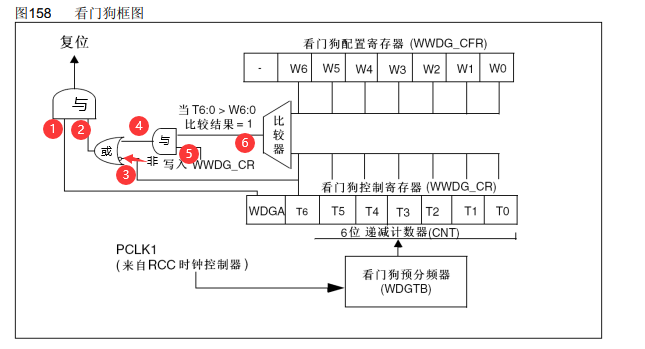 图158 看门狗框图
复位
看门狗配置寄存器 (WWDG_CFR)
- W6 W5 W4 W3 W2 W1 W0
与
1 2
当 T6:0 > W6:0
比较结果 = 1
比较器
4
与
或
5
6
非 写入 WWDG_CR
3
看门狗控制寄存器 (WWDG_CR)
WDGA T6 T5 T4 T3 T2 T1 T0
6位 递减计数器(CNT)
PCLK1
(来自RCC 时钟控制器)
看门狗预分频器
(WDGTB)